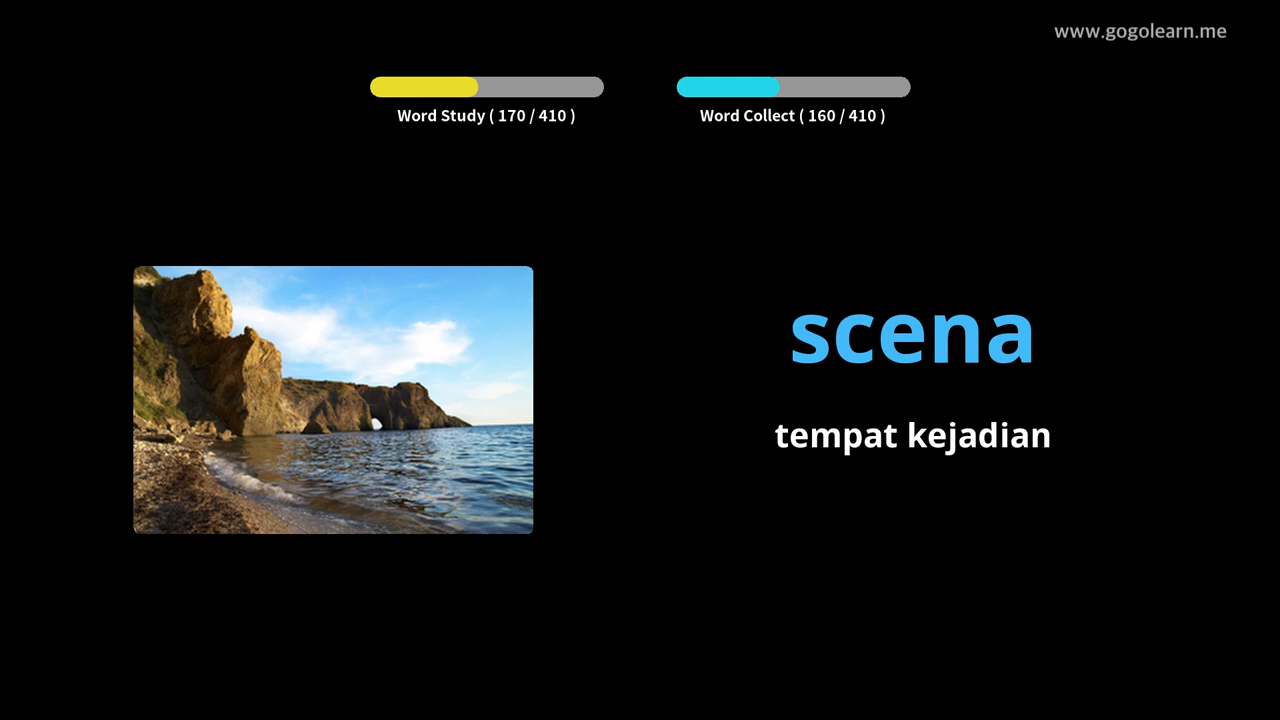 www.gogolearn.me
Word Study ( 170 / 410 )
Word Collect ( 160 / 410 )
scena
tempat kejadian